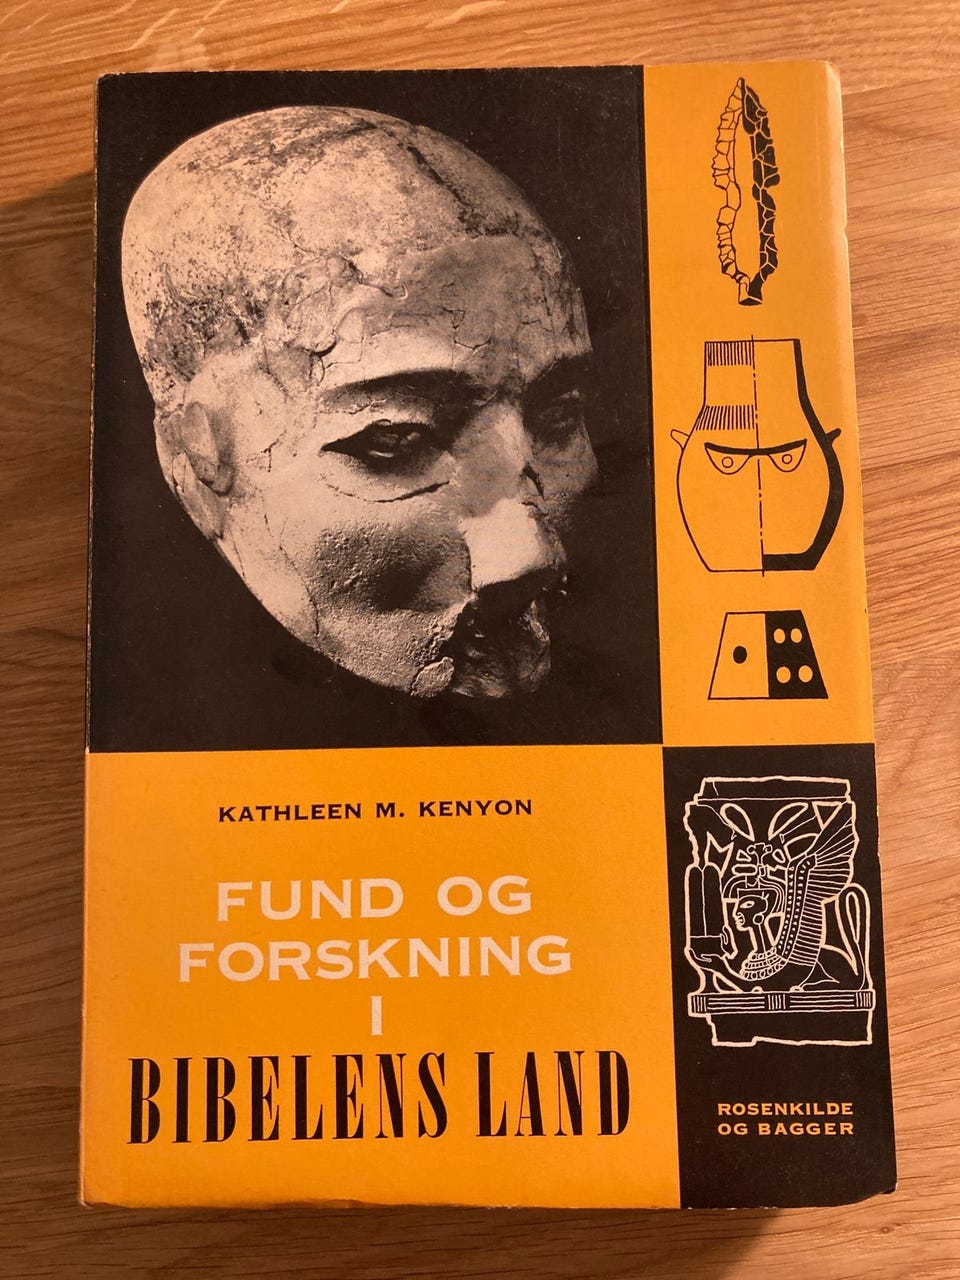 KATHLEEN M. KENYON
FUND OG
FORSKNING
I
BIBELENS LAND
ROSENKILDE
OG BAGGER